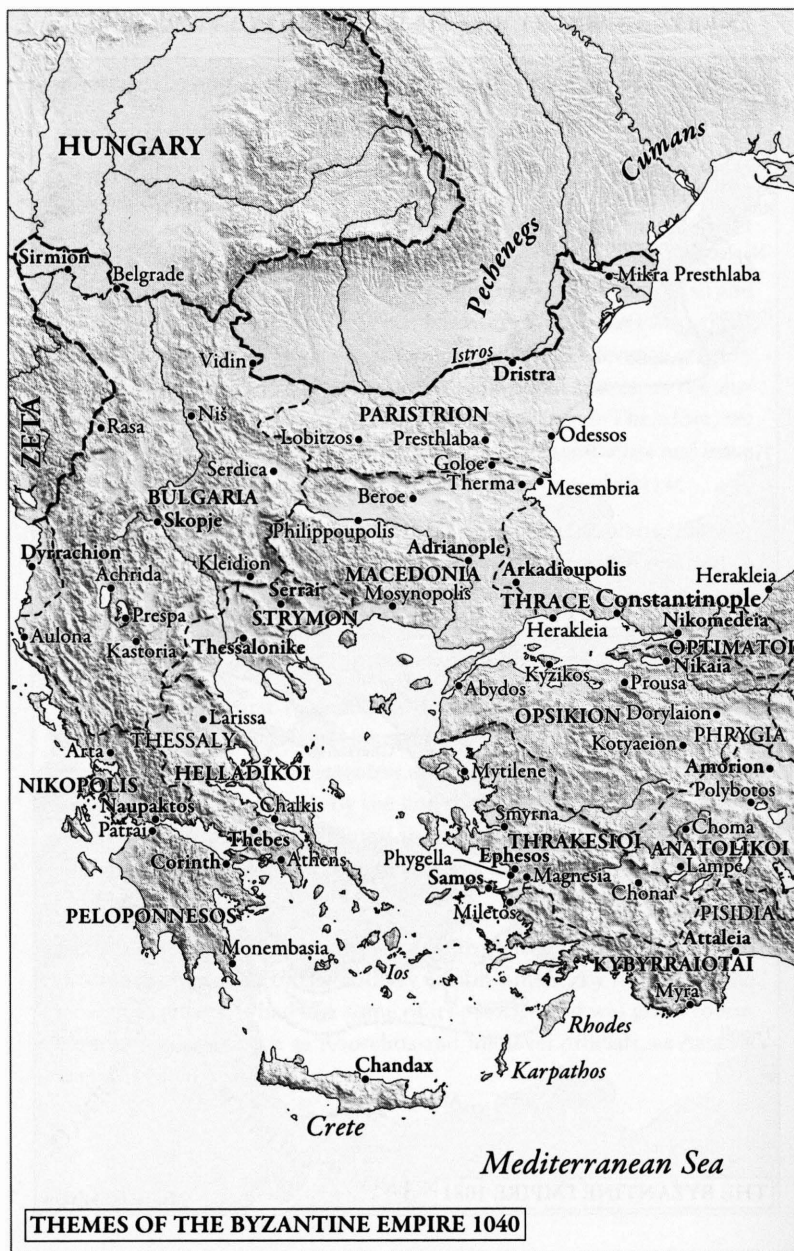 HUNGARY
Cumans
Pechenegs
Sirmion
Belgrade
Mikra Presthlaba
Vidin
Istros
Dristra
ZETA
Rasa
Niš
PARISTRION
Lobitzos
Presthlaba
Odessos
Serdica
Goloe
Therma
Mesembria
BULGARIA
Beroe
Skopje
Philippoupolis
Dyrrachion
Adrianople
Achrida
Kleidion
MACEDONIA
Arkadioupolis
Herakleia
Serrai
Mosynopolis
THRACE
Constantinople
Prespa
STRYMON
Herakleia
Nikomedeia
Aulona
Kastoria
Thessalonike
OPTIMATOI
Nikaia
Kyzikos
Abydos
Prousa
Larissa
OPSIKION
Dorylaion
THESSALY
Kotyaeion
PHRYGIA
Arta
HELLADIKOI
Mytilene
Amorion
NIKOPOLIS
Polybotos
Naupaktos
Chalkis
Smyrna
Choma
Patrai
Thebes
THRAKESIOI
ANATOLIKOI
Corinth
Athens
Phygella
Ephesos
Lampe
Samos
Magnesia
Chonai
PELOPONNESOS
Miletos
PISIDIA
Monembasia
Attaleia
Ios
KYBYRRAIOTAI
Myra
Rhodes
Chandax
Karpathos
Crete
Mediterranean Sea
THEMES OF THE BYZANTINE EMPIRE 1040